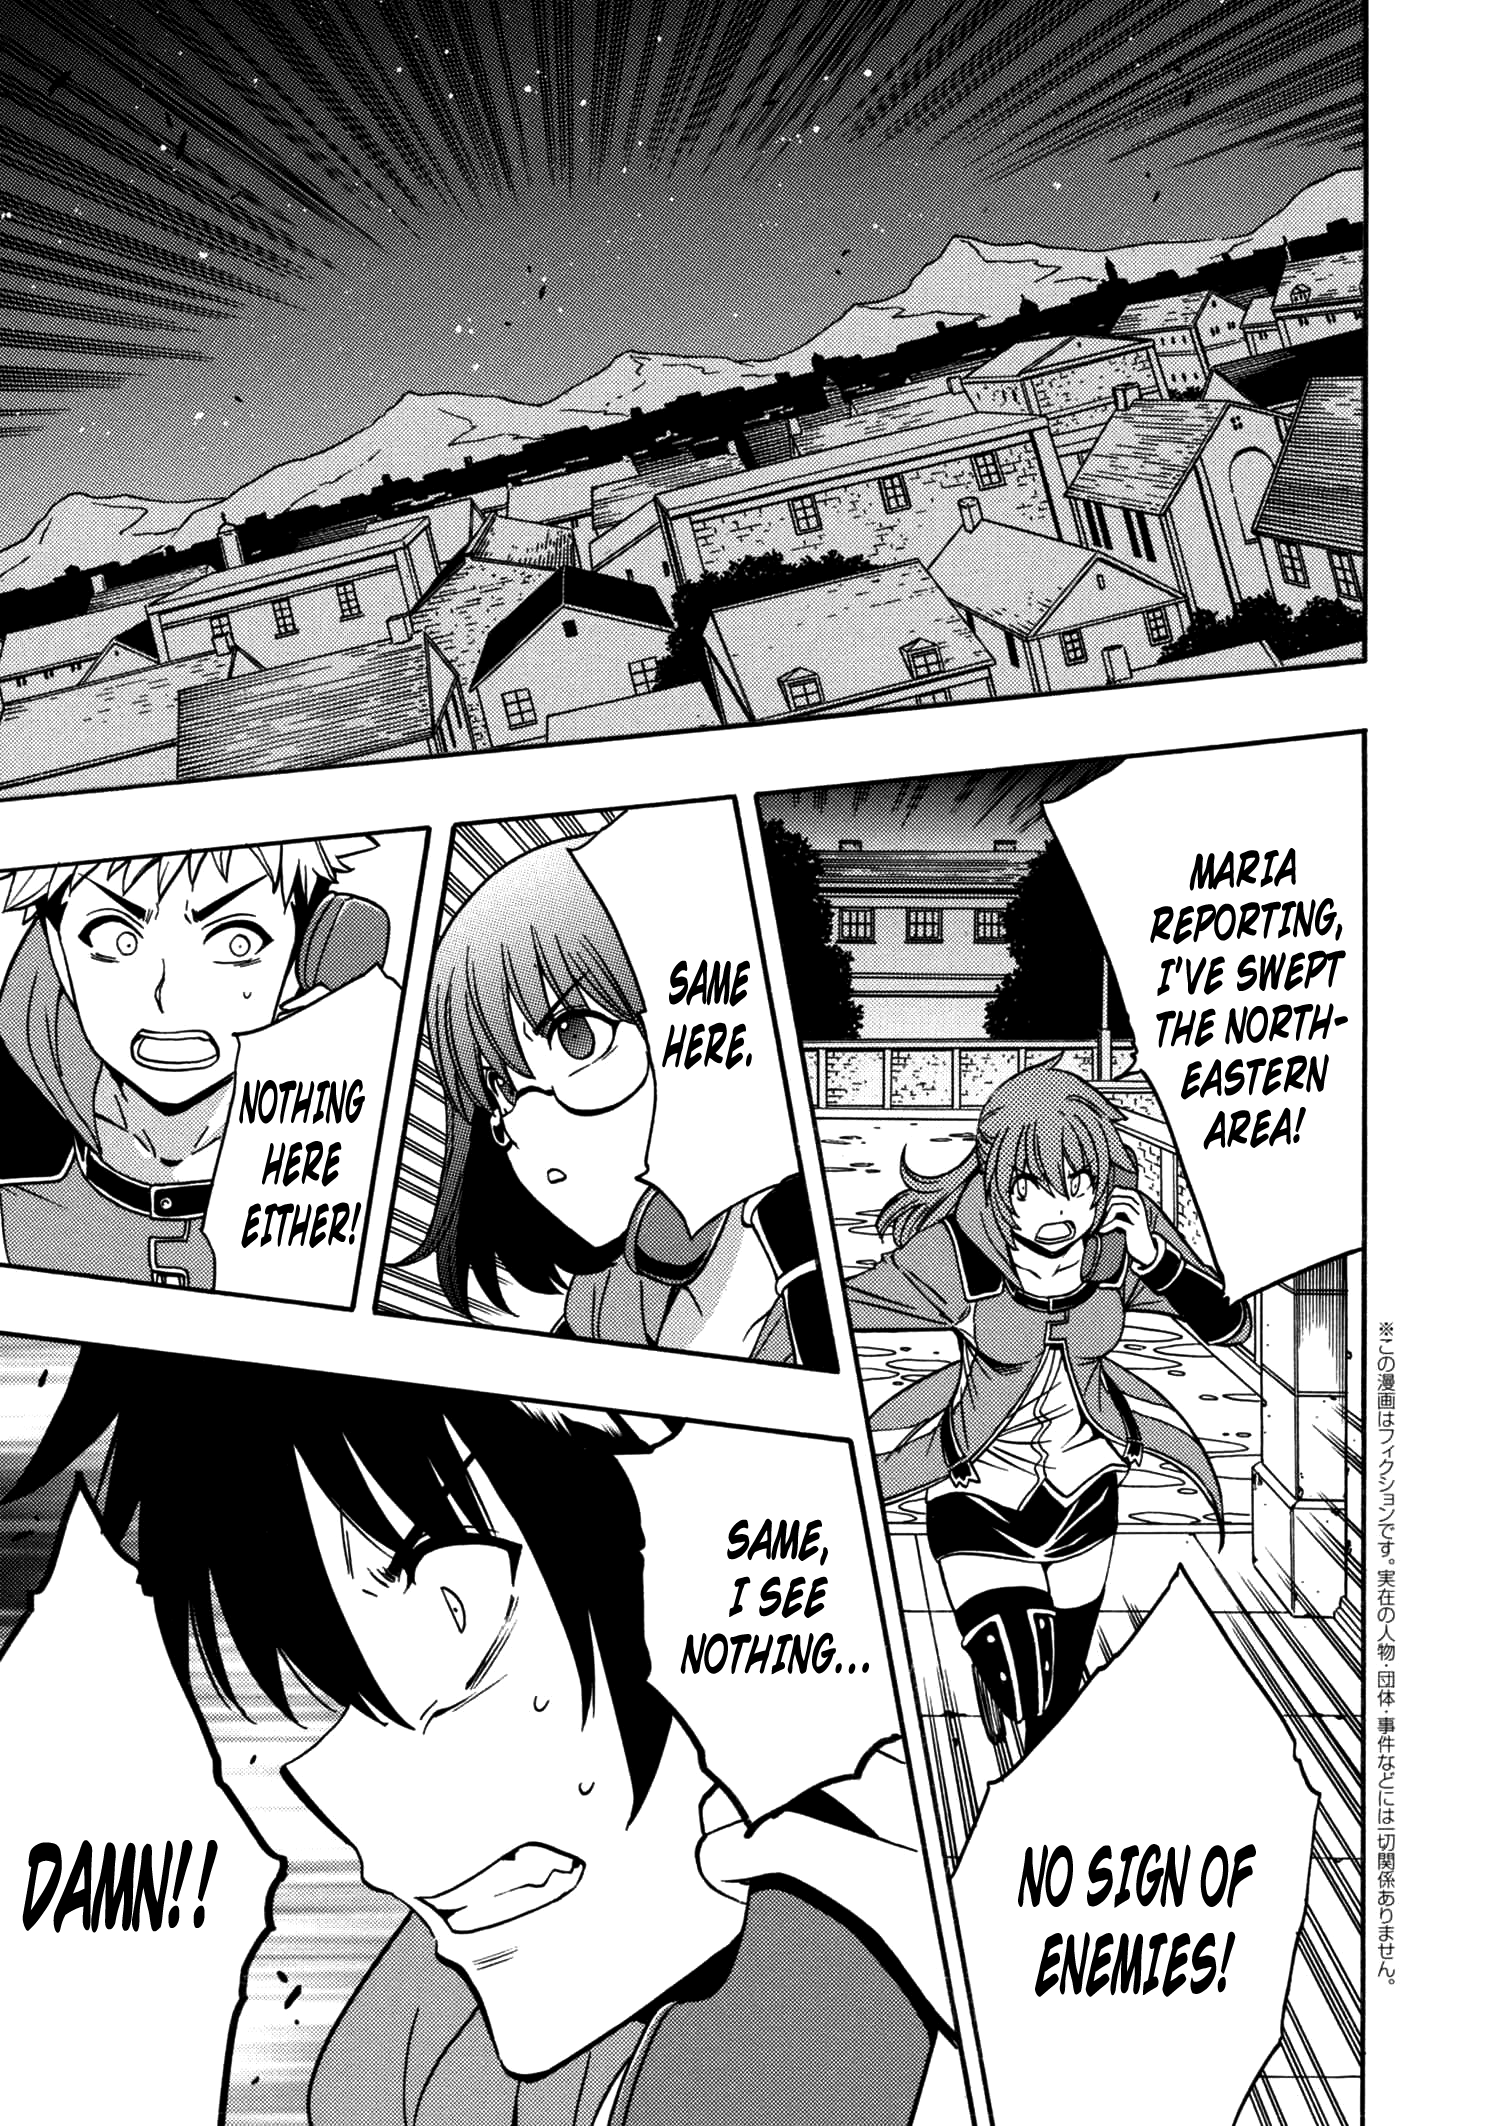 MARIA
REPORTING,
I'VE SWEPT
THE NORTH-
EASTERN
AREA!
NO SIGN OF
ENEMIES!
SAME
HERE.
NOTHING
HERE
EITHER!
SAME,
I SEE
NOTHING...
DAMN!!
※この漫画はフィクションです。実在の人物・団体・事件などには一切関係ありません。